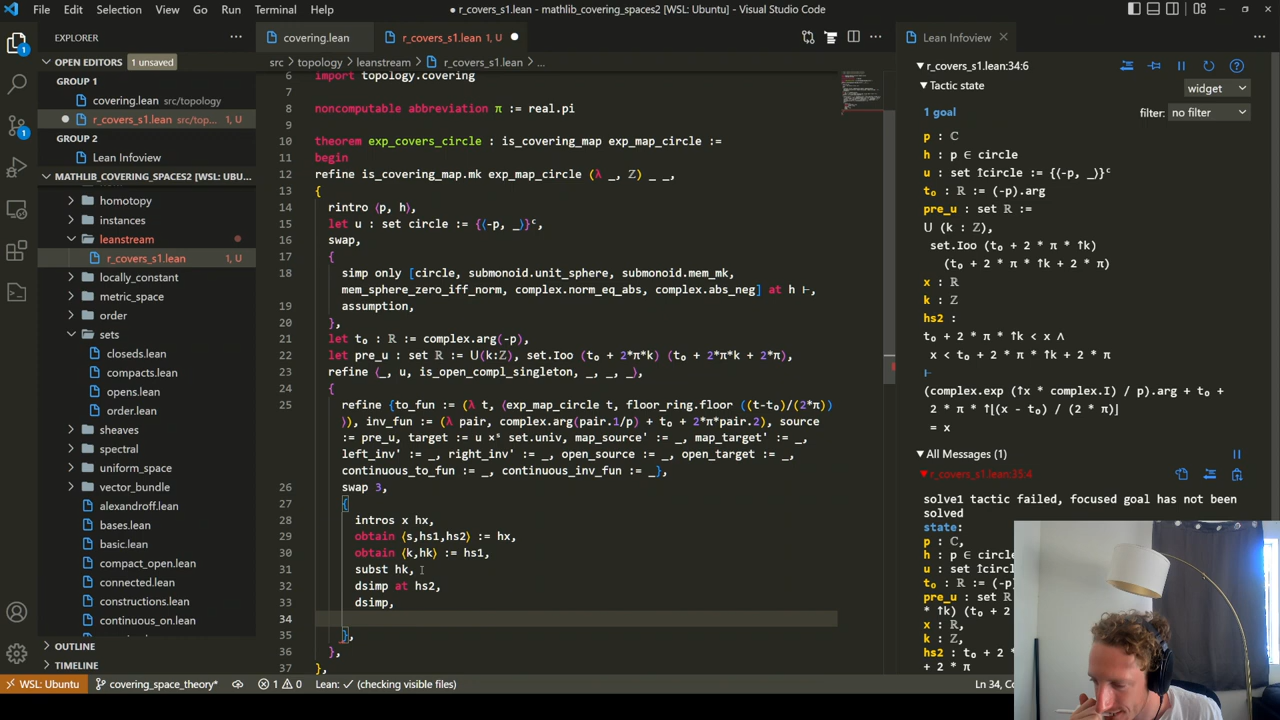 File Edit Selection View Go Run Terminal Help
● r_covers_s1.lean - mathlib_covering_spaces2 [WSL: Ubuntu] - Visual Studio Code
EXPLORER
OPEN EDITORS 1 unsaved
GROUP 1
covering.lean src/topology
r_covers_s1.lean src/top... 1, U
GROUP 2
Lean Infoview
MATHLIB_COVERING_SPACES2 [WSL: UBU...
homotopy
instances
leanstream
r_covers_s1.lean 1, U
locally_constant
metric_space
order
sets
closeds.lean
compacts.lean
opens.lean
order.lean
sheaves
spectral
uniform_space
vector_bundle
alexandroff.lean
bases.lean
basic.lean
compact_open.lean
connected.lean
constructions.lean
continuous_on.lean
OUTLINE
TIMELINE
covering.lean
r_covers_s1.lean 1, U
src > topology > leanstream > r_covers_s1.lean > ...
6 import topology.covering
7
8 noncomputable abbreviation π := real.pi
9
10 theorem exp_covers_circle : is_covering_map exp_map_circle :=
11 begin
12 refine is_covering_map.mk exp_map_circle (λ _, ℤ) _ _,
13 {
14 rintro ⟨p, h⟩,
15 let u : set circle := {⟨-p, _⟩}ᶜ,
16 swap,
17 {
18 simp only [circle, submonoid.unit_sphere, submonoid.mem_mk,
mem_sphere_zero_iff_norm, complex.norm_eq_abs, complex.abs_neg] at h ⊢,
19 assumption,
20 },
21 let t₀ : ℝ := complex.arg(-p),
22 let pre_u : set ℝ := ⋃(k:ℤ), set.Ioo (t₀ + 2*π*k) (t₀ + 2*π*k + 2*π),
23 refine ⟨_, u, is_open_compl_singleton, _, _, _⟩,
24 {
25 refine {to_fun := (λ t, ⟨exp_map_circle t, floor_ring.floor ((t-t₀)/(2*π))
⟩), inv_fun := (λ pair, complex.arg(pair.1/p) + t₀ + 2*π*pair.2), source
:= pre_u, target := u ×ˢ set.univ, map_source' := _, map_target' := _,
left_inv' := _, right_inv' := _, open_source := _, open_target := _,
continuous_to_fun := _, continuous_inv_fun := _},
26 swap 3,
27 {
28 intros x hx,
29 obtain ⟨s,hs1,hs2⟩ := hx,
30 obtain ⟨k,hk⟩ := hs1,
31 subst hk,
32 dsimp at hs2,
33 dsimp,
34
35 },
36 },
37 },
Lean Infoview
r_covers_s1.lean:34:6
Tactic state
widget
1 goal
filter: no filter
p : ℂ
h : p ∈ circle
u : set ↥circle := {⟨-p, _⟩}ᶜ
t₀ : ℝ := (-p).arg
pre_u : set ℝ :=
⋃ (k : ℤ),
set.Ioo (t₀ + 2 * π * ↑k)
(t₀ + 2 * π * ↑k + 2 * π)
x : ℝ
k : ℤ
hs2 :
t₀ + 2 * π * ↑k < x ∧
x < t₀ + 2 * π * ↑k + 2 * π
⊢
(complex.exp (↑x * complex.I) / p).arg + t₀ +
2 * π * ↑⌊(x - t₀) / (2 * π)⌋
= x
All Messages (1)
r_covers_s1.lean:35:4
solve1 tactic failed, focused goal has not been
solved
state:
p : ℂ,
h : p ∈ circle
u : set ↥circle
t₀ : ℝ := (-p)
pre_u : set ℝ
* ↑k) (t₀ + 2
x : ℝ,
k : ℤ,
hs2 : t₀ + 2 *
+ 2 * π
WSL: Ubuntu covering_space_theory* 1 0 Lean: ✓ (checking visible files)
Ln 34,